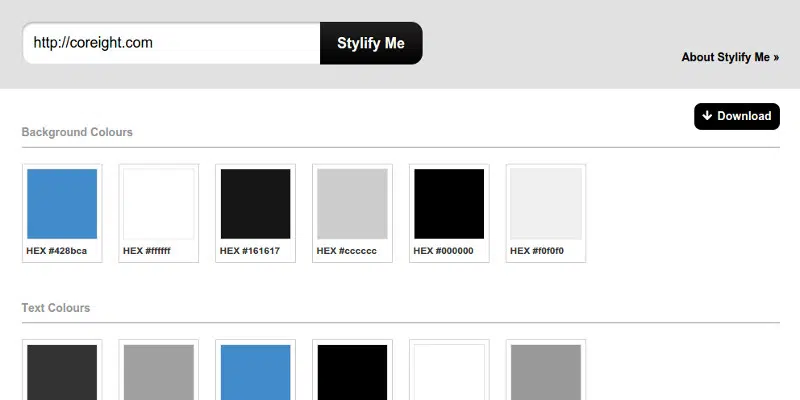 http://coreight.com
Stylify Me
About Stylify Me »
Download
Background Colours
HEX #428bca
HEX #ffffff
HEX #161617
HEX #cccccc
HEX #000000
HEX #f0f0f0
Text Colours